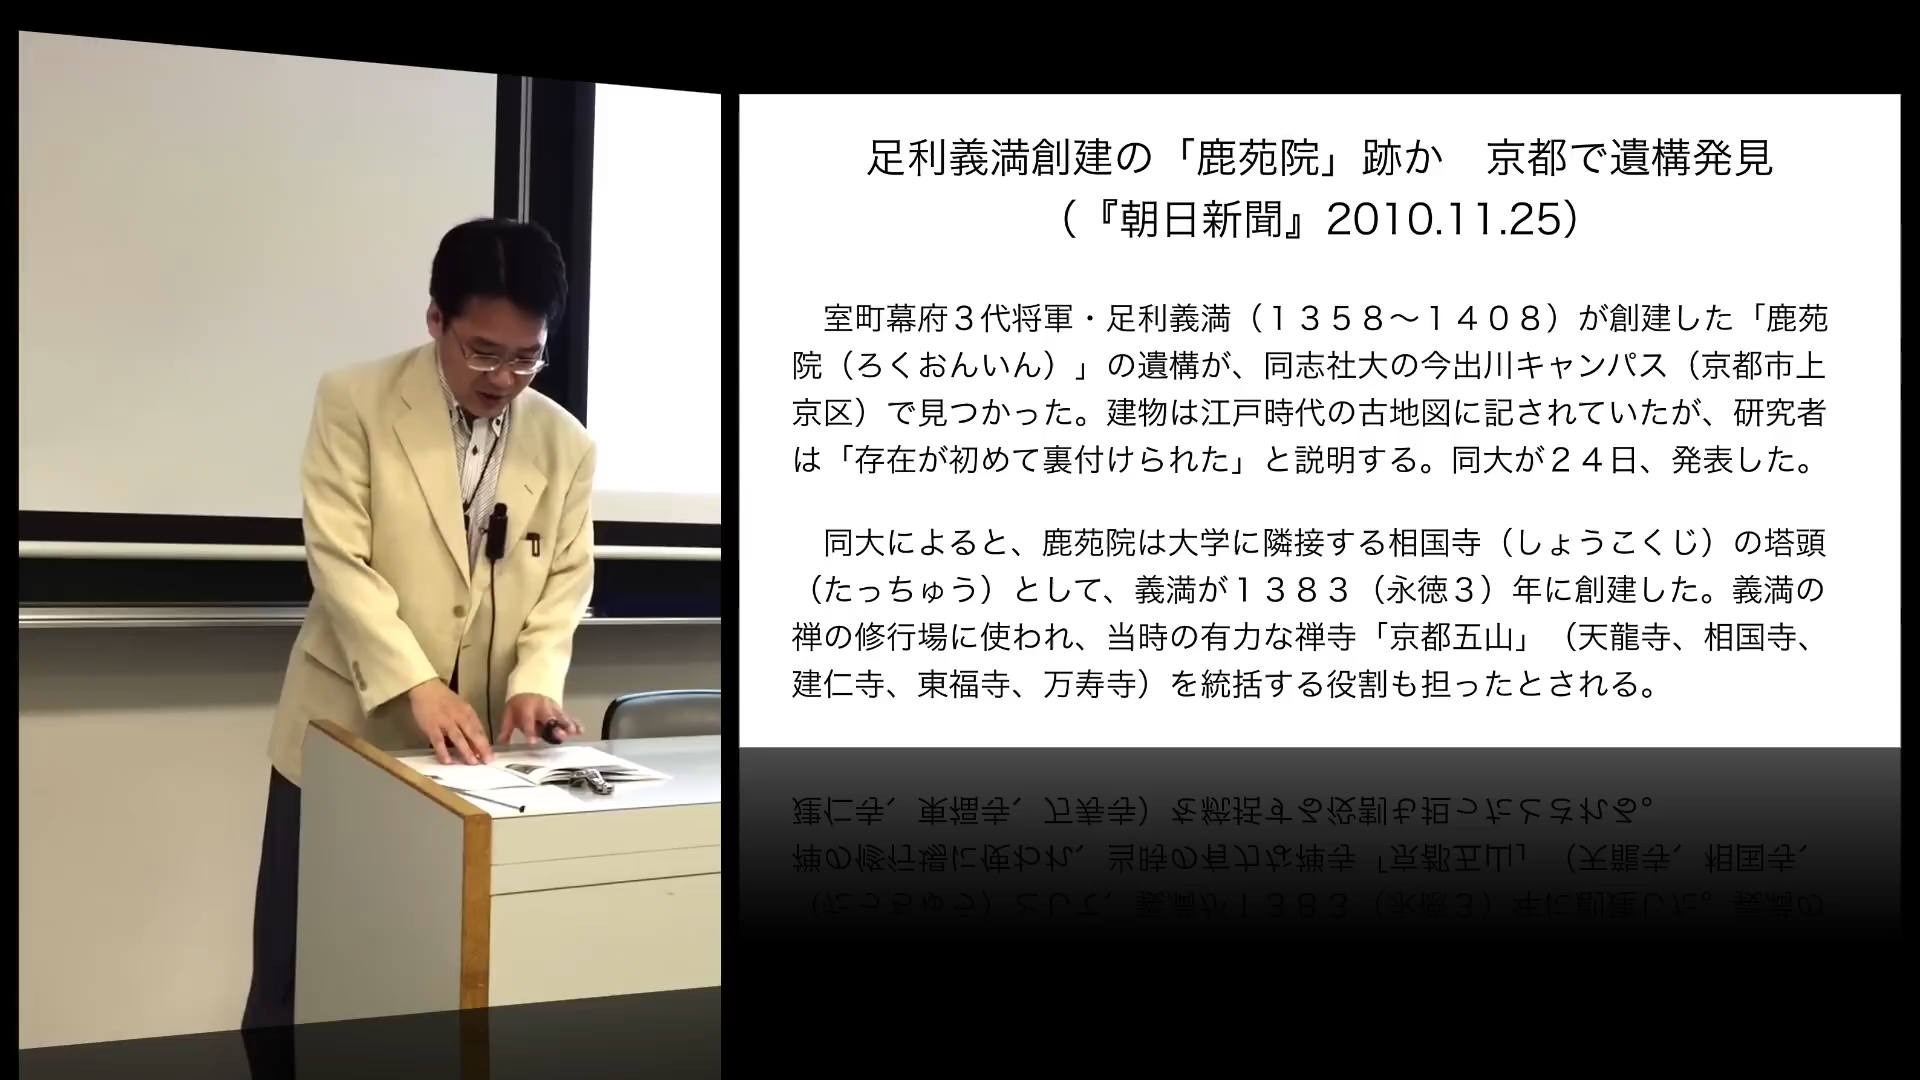 足利義満創建の「鹿苑院」跡か　京都で遺構発見
（『朝日新聞』2010.11.25）
室町幕府３代将軍・足利義満（１３５８〜１４０８）が創建した「鹿苑
院（ろくおんいん）」の遺構が、同志社大の今出川キャンパス（京都市上
京区）で見つかった。建物は江戸時代の古地図に記されていたが、研究者
は「存在が初めて裏付けられた」と説明する。同大が２４日、発表した。
同大によると、鹿苑院は大学に隣接する相国寺（しょうこくじ）の塔頭
（たっちゅう）として、義満が１３８３（永徳３）年に創建した。義満の
禅の修行場に使われ、当時の有力な禅寺「京都五山」（天龍寺、相国寺、
建仁寺、東福寺、万寿寺）を統括する役割も担ったとされる。